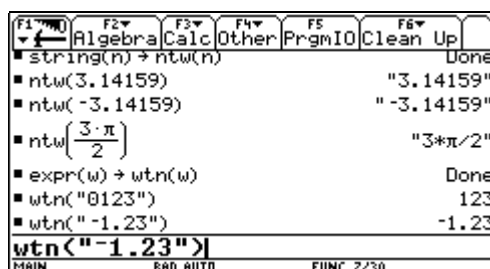 F1 F2 F3 F4 F5 F6
Algebra Calc Other PrgmIO Clean Up
▪ string(n) → ntw(n) Done
▪ ntw(3.14159) "3.14159"
▪ ntw(-3.14159) "-3.14159"
▪ ntw(3·π/2) "3*π/2"
▪ expr(w) → wtn(w) Done
▪ wtn("0123") 123
▪ wtn("-1.23") -1.23
wtn("-1.23")
MAIN RAD AUTO FUNC 7/30